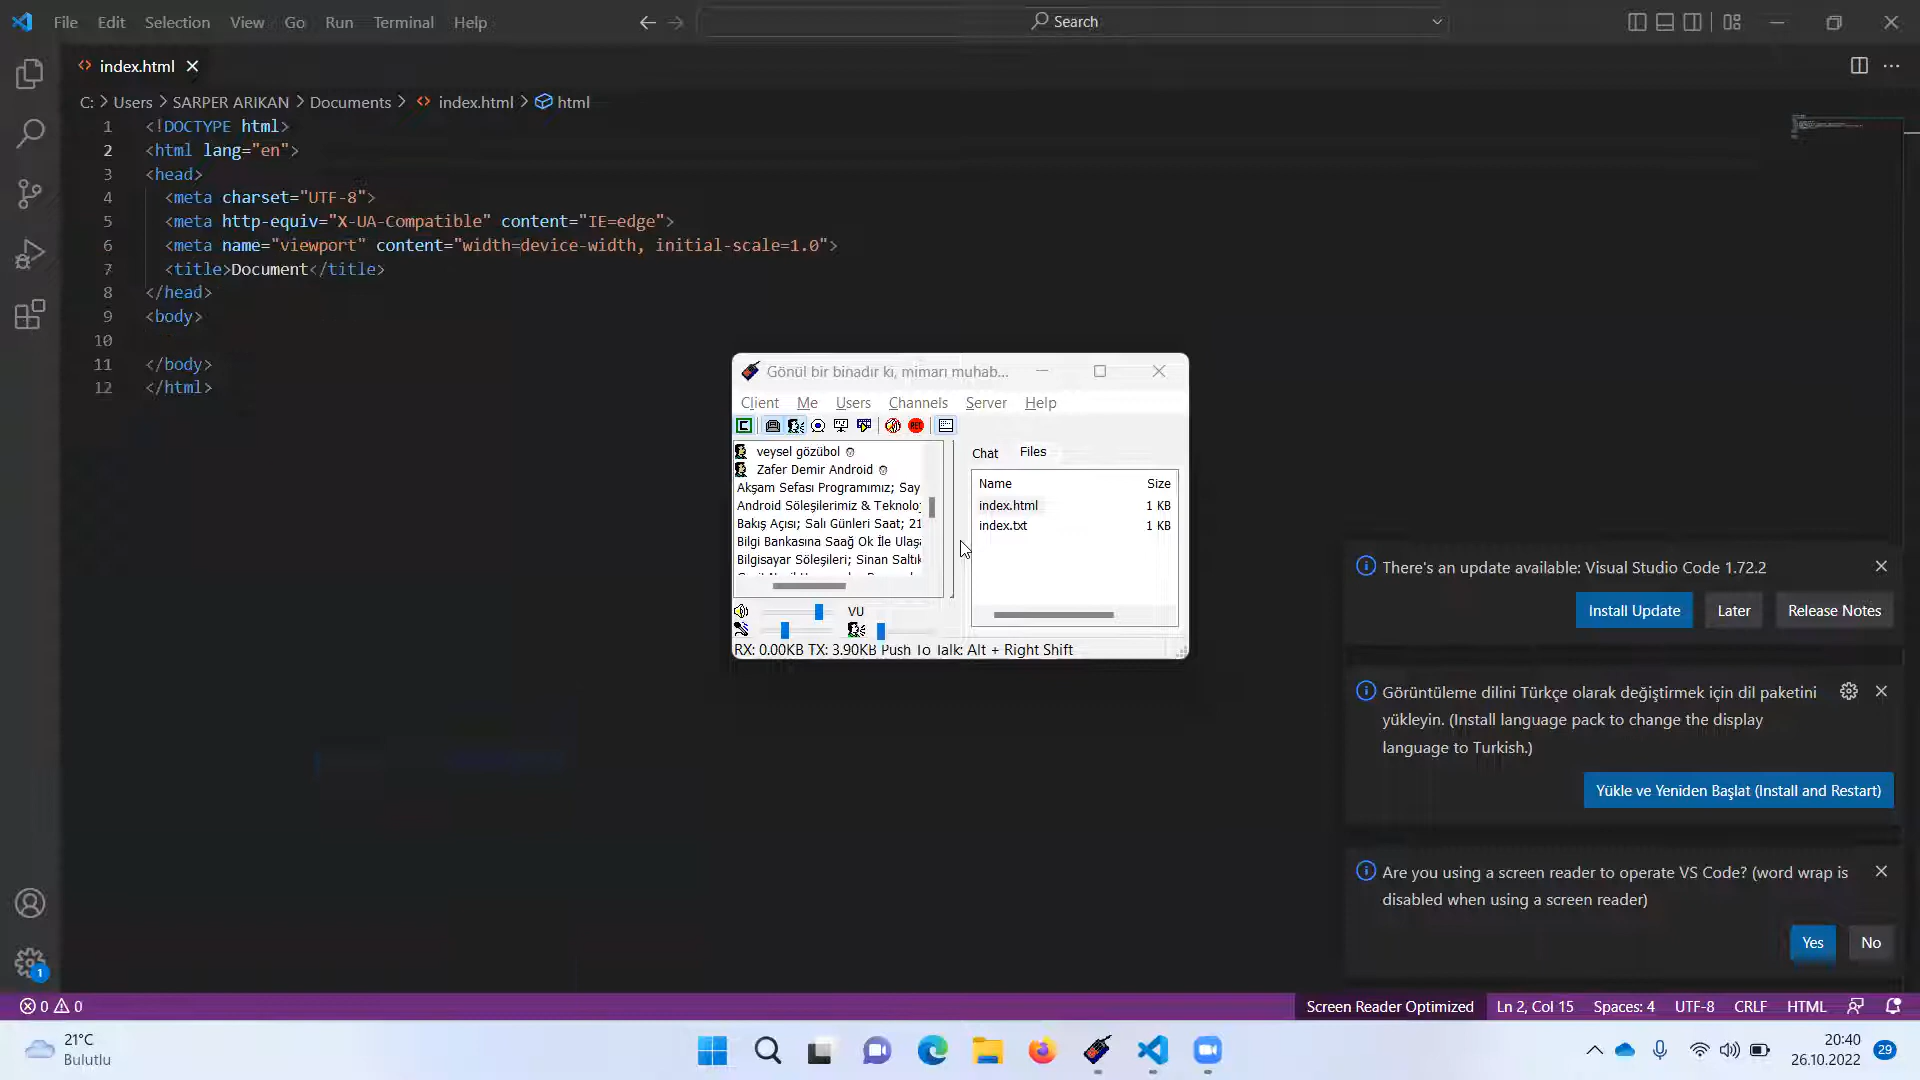 File Edit Selection View Go Run Terminal Help
Search
index.html
C: Users SARPER ARIKAN Documents index.html html
1 <!DOCTYPE html>
2 <html lang="en">
3 <head>
4 <meta charset="UTF-8">
5 <meta http-equiv="X-UA-Compatible" content="IE=edge">
6 <meta name="viewport" content="width=device-width, initial-scale=1.0">
7 <title>Document</title>
8 </head>
9 <body>
10
11 </body>
12 </html>
Gönül bir binadır ki, mimarı muhab...
Client Me Users Channels Server Help
veysel gözübol
Zafer Demir Android
Akşam Sefası Programımız; Say
Android Söleşilerimiz & Teknoloj
Bakış Açısı; Salı Günleri Saat; 21
Bilgi Bankasına Saağ Ok İle Ulaşa
Bilgisayar Söleşileri; Sinan Saltık
Chat Files
Name Size
index.html 1 KB
index.txt 1 KB
VU
RX: 0.00KB TX: 3.90KB Push To Talk: Alt + Right Shift
There's an update available: Visual Studio Code 1.72.2
Install Update Later Release Notes
Görüntüleme dilini Türkçe olarak değiştirmek için dil paketini
yükleyin. (Install language pack to change the display
language to Turkish.)
Yükle ve Yeniden Başlat (Install and Restart)
Are you using a screen reader to operate VS Code? (word wrap is
disabled when using a screen reader)
Yes No
1
0 0 Screen Reader Optimized Ln 2, Col 15 Spaces: 4 UTF-8 CRLF HTML
21°C
Bulutlu
20:40
26.10.2022
29